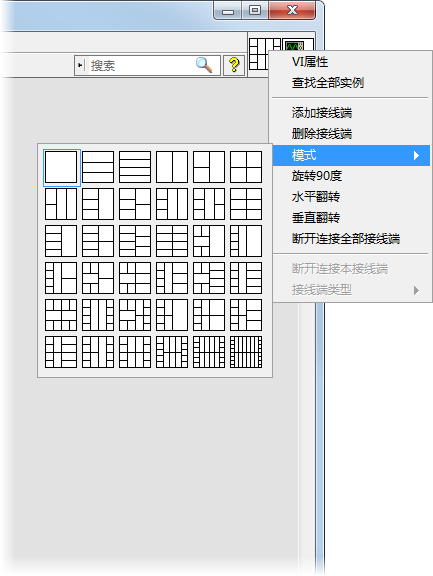 搜索
?
VI属性
查找全部实例
添加接线端
删除接线端
模式
旋转90度
水平翻转
垂直翻转
断开连接全部接线端
断开连接本接线端
接线端类型